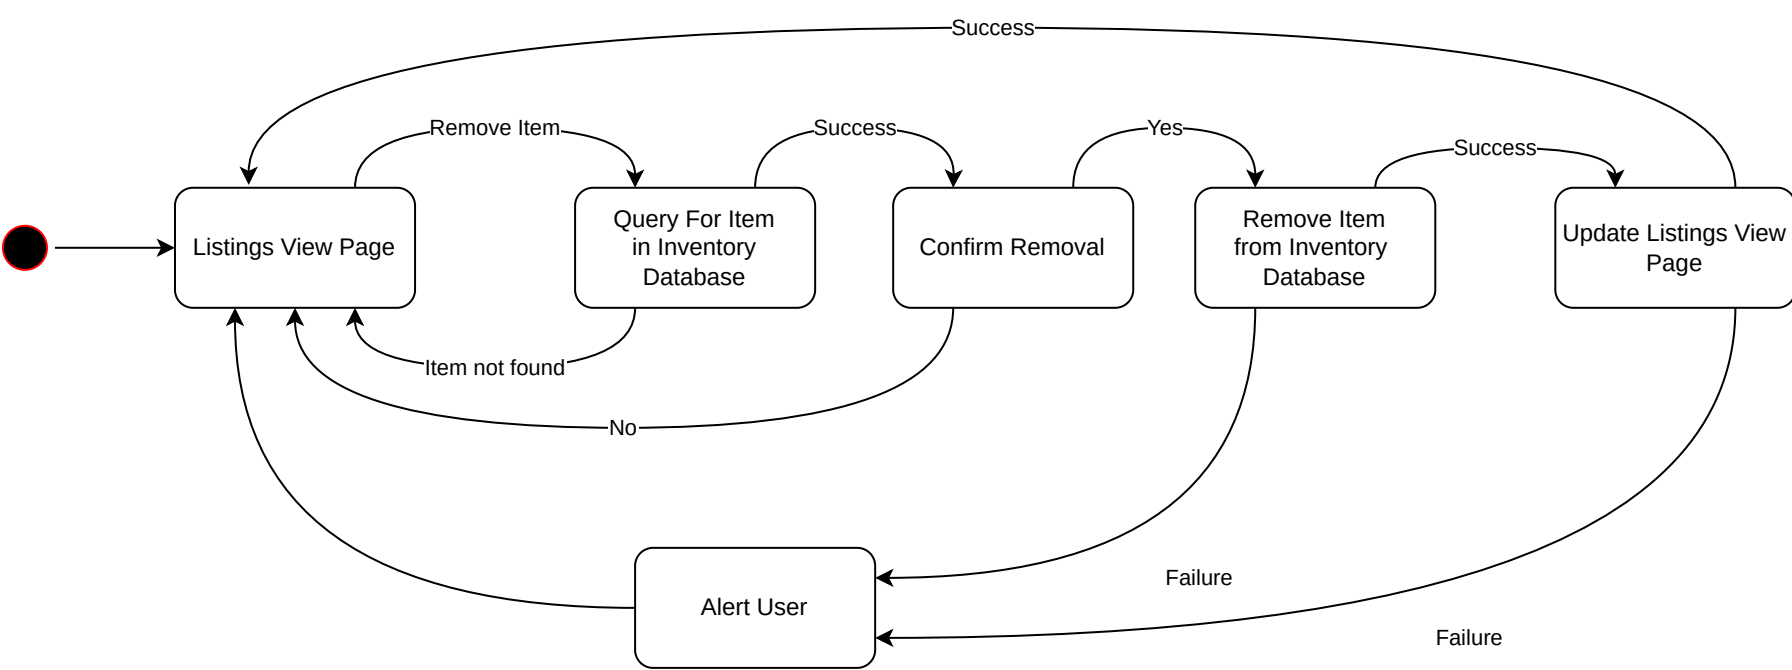 Success
Remove Item
Success
Yes
Success
Listings View Page
Query For Item
in Inventory
Database
Confirm Removal
Remove Item
from Inventory
Database
Update Listings View
Page
Item not found
No
Failure
Alert User
Failure